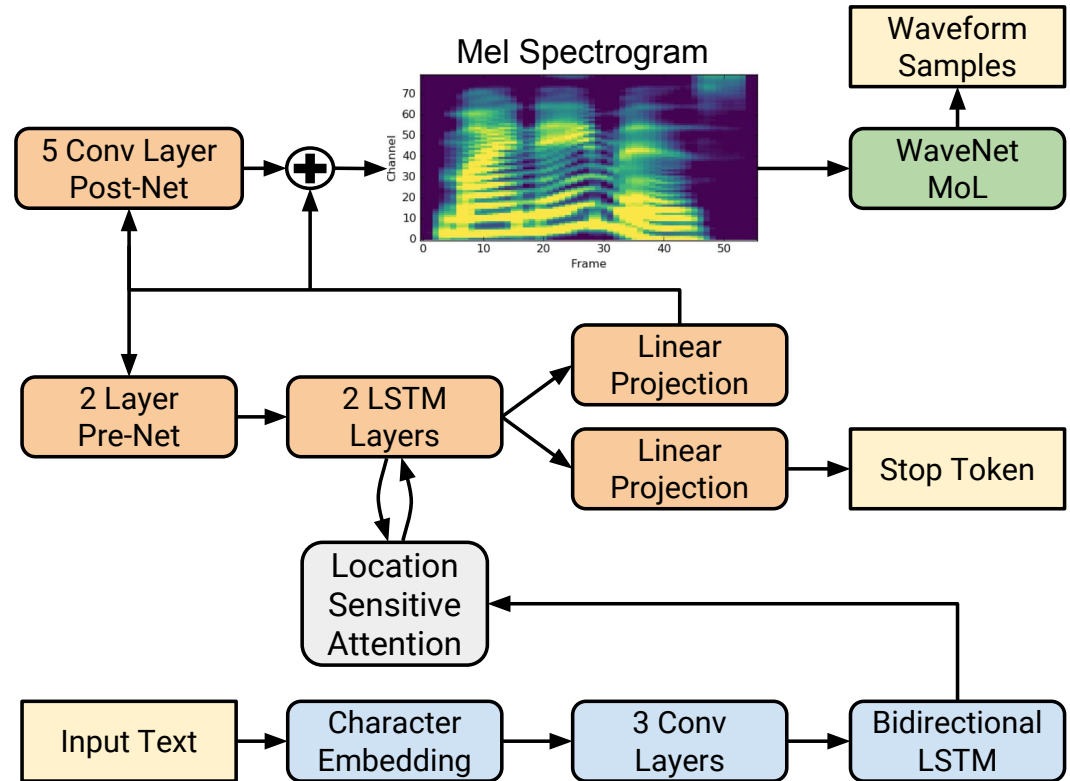 Mel Spectrogram
Waveform
Samples
70
60
50
40
30
20
10
0
Channel
0 10 20 30 40 50
Frame
5 Conv Layer
Post-Net
WaveNet
MoL
Linear
Projection
2 Layer
Pre-Net
2 LSTM
Layers
Linear
Projection
Stop Token
Location
Sensitive
Attention
Input Text
Character
Embedding
3 Conv
Layers
Bidirectional
LSTM